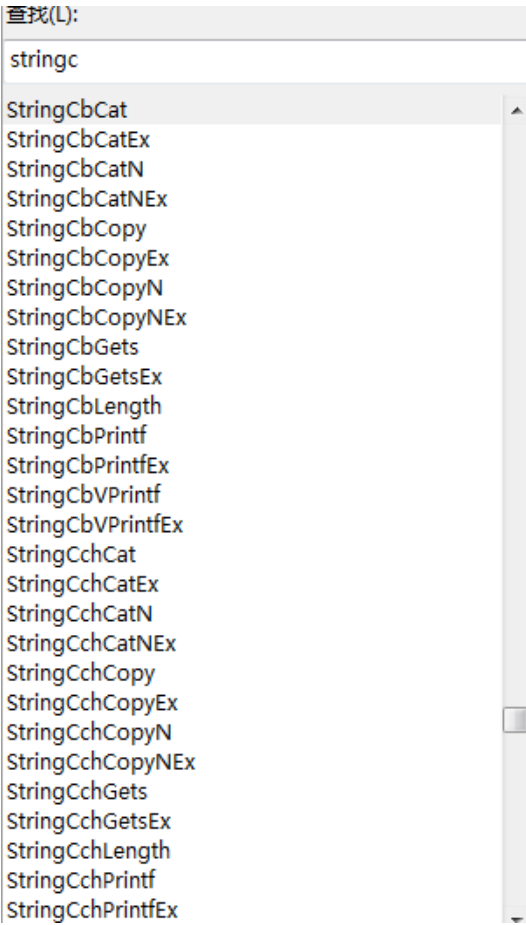 查找(L):
stringc
StringCbCat
StringCbCatEx
StringCbCatN
StringCbCatNEx
StringCbCopy
StringCbCopyEx
StringCbCopyN
StringCbCopyNEx
StringCbGets
StringCbGetsEx
StringCbLength
StringCbPrintf
StringCbPrintfEx
StringCbVPrintf
StringCbVPrintfEx
StringCchCat
StringCchCatEx
StringCchCatN
StringCchCatNEx
StringCchCopy
StringCchCopyEx
StringCchCopyN
StringCchCopyNEx
StringCchGets
StringCchGetsEx
StringCchLength
StringCchPrintf
StringCchPrintfEx